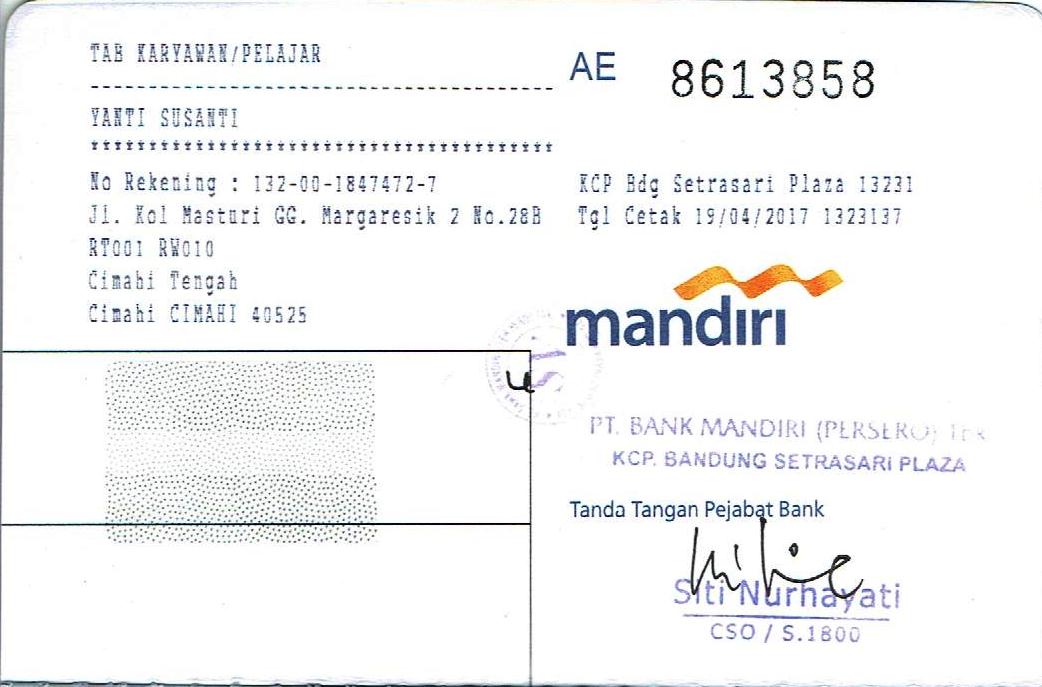 TAB KARYAWAN/PELAJAR
AE 8613858
----------------------------------------
YANTI SUSANTI
****************************************
No Rekening : 132-00-1847472-7
Jl. Kol Masturi GG. Margaresik 2 No.28B
RT001 RW010
Cimahi Tengah
Cimahi CIMAHI 40525
KCP Bdg Setrasari Plaza 13231
Tgl Cetak 19/04/2017 1323137
mandiri
PT. BANK MANDIRI (PERSERO)
KCP. BANDUNG SETRASARI PLAZA
Tanda Tangan Pejabat Bank
Siti Nurhayati
CSO / S.1800